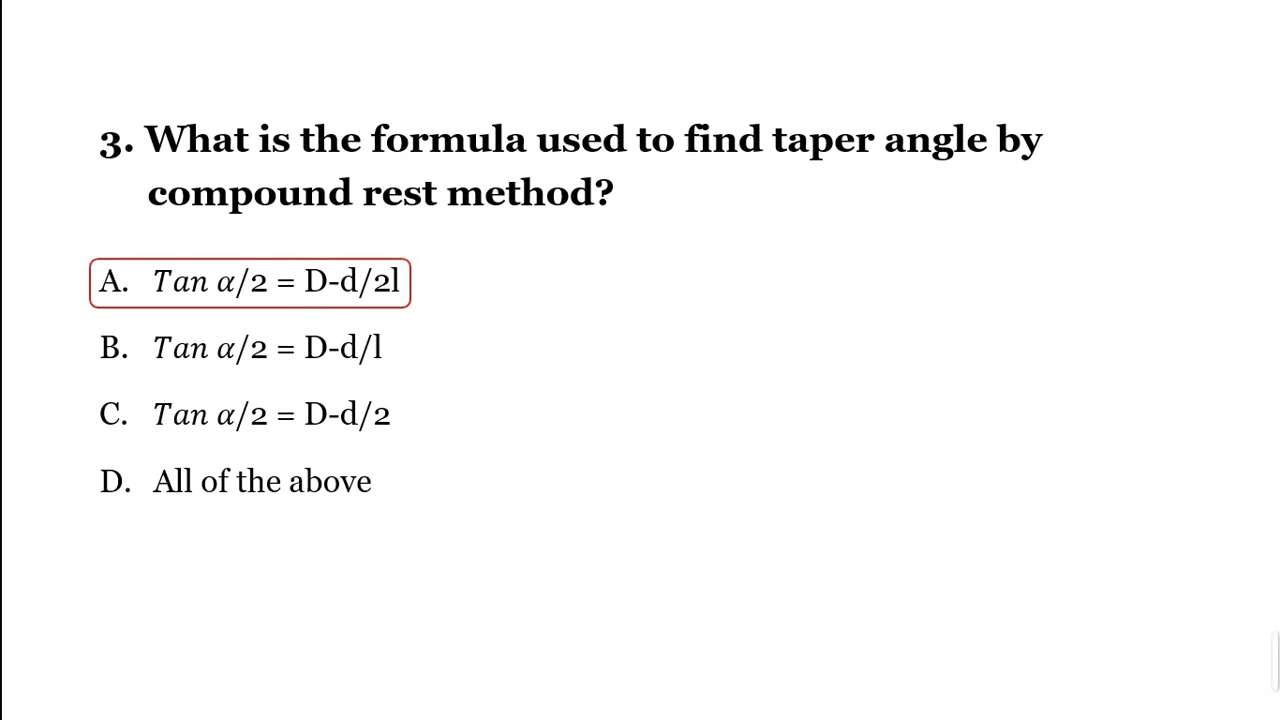 3. What is the formula used to find taper angle by
compound rest method?
A. 𝑇𝑎𝑛 𝛼/2 = D-d/2l
B. 𝑇𝑎𝑛 𝛼/2 = D-d/l
C. 𝑇𝑎𝑛 𝛼/2 = D-d/2
D. All of the above